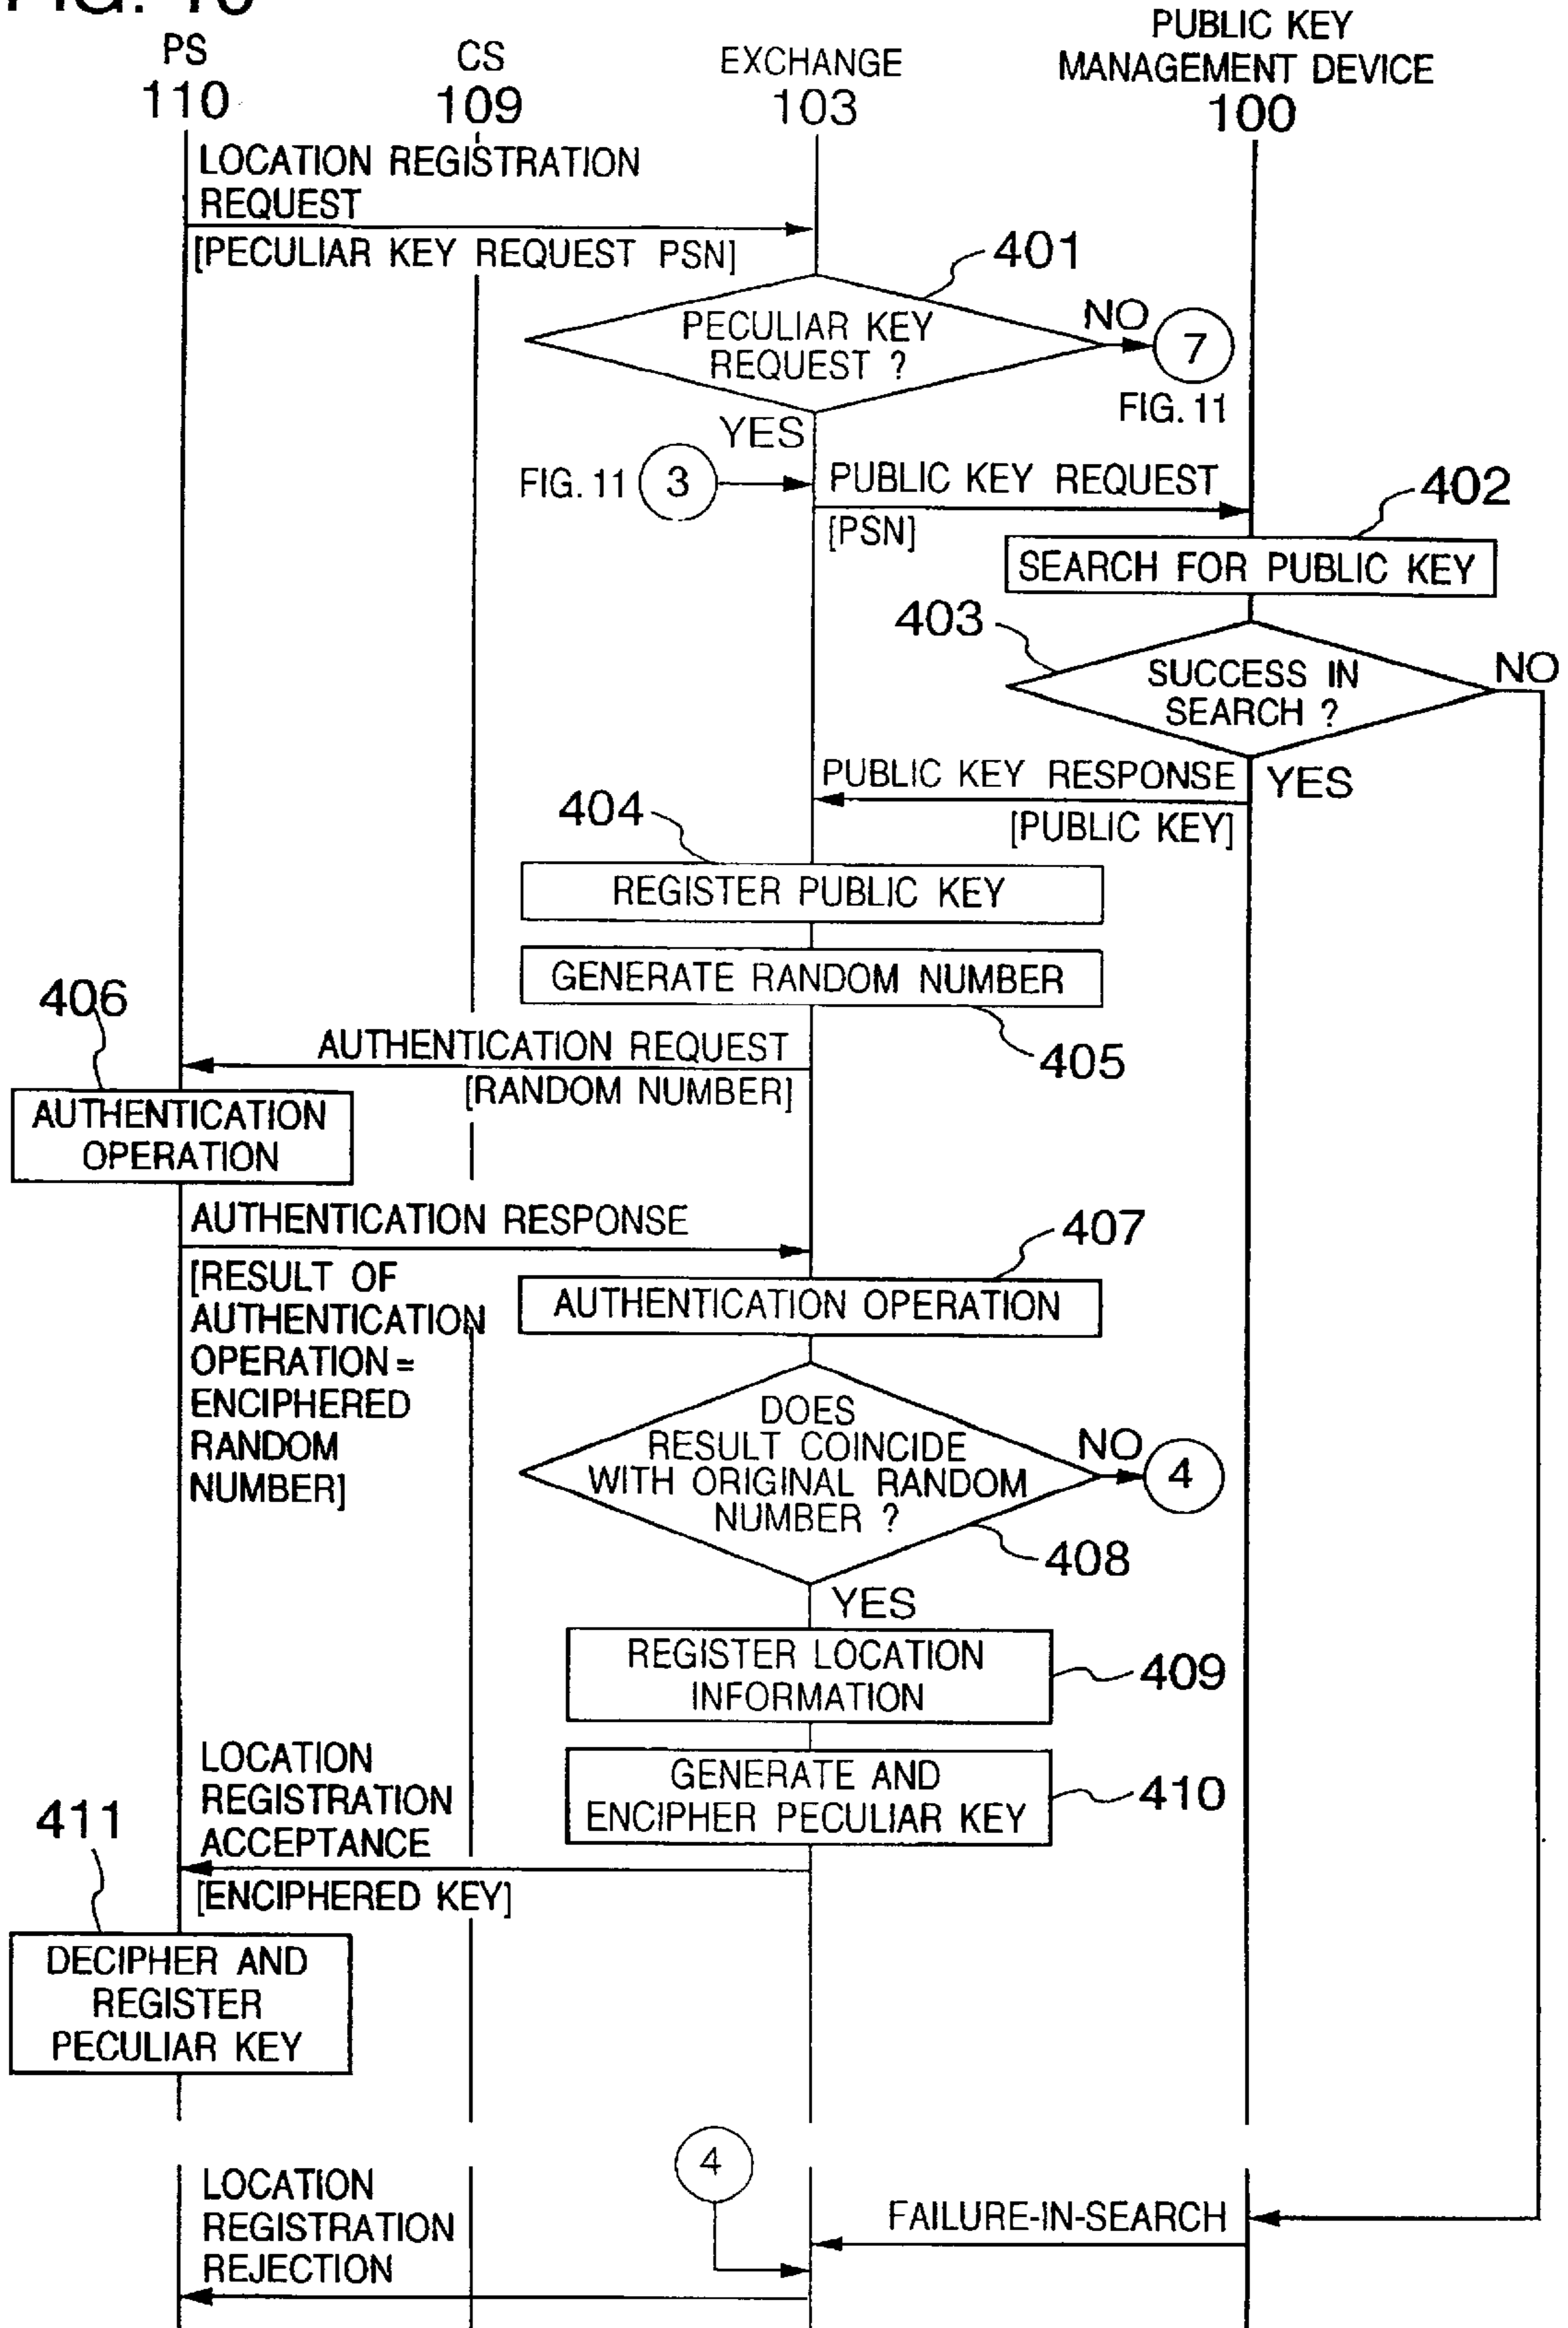 PS
110
CS
109
EXCHANGE
103
PUBLIC KEY
MANAGEMENT DEVICE
100
LOCATION REGISTRATION
REQUEST
[PECULIAR KEY REQUEST PSN]
401
PECULIAR KEY
REQUEST ?
NO
7
FIG. 11
YES
FIG. 11
3
PUBLIC KEY REQUEST
[PSN]
402
SEARCH FOR PUBLIC KEY
403
SUCCESS IN
SEARCH ?
NO
PUBLIC KEY RESPONSE
YES
[PUBLIC KEY]
404
REGISTER PUBLIC KEY
GENERATE RANDOM NUMBER
405
406
AUTHENTICATION REQUEST
[RANDOM NUMBER]
AUTHENTICATION
OPERATION
AUTHENTICATION RESPONSE
[RESULT OF
AUTHENTICATION
OPERATION =
ENCIPHERED
RANDOM
NUMBER]
407
AUTHENTICATION OPERATION
DOES
RESULT COINCIDE
WITH ORIGINAL RANDOM
NUMBER ?
NO
4
408
YES
REGISTER LOCATION
INFORMATION
409
GENERATE AND
ENCIPHER PECULIAR KEY
410
LOCATION
REGISTRATION
ACCEPTANCE
[ENCIPHERED KEY]
411
DECIPHER AND
REGISTER
PECULIAR KEY
4
FAILURE-IN-SEARCH
LOCATION
REGISTRATION
REJECTION